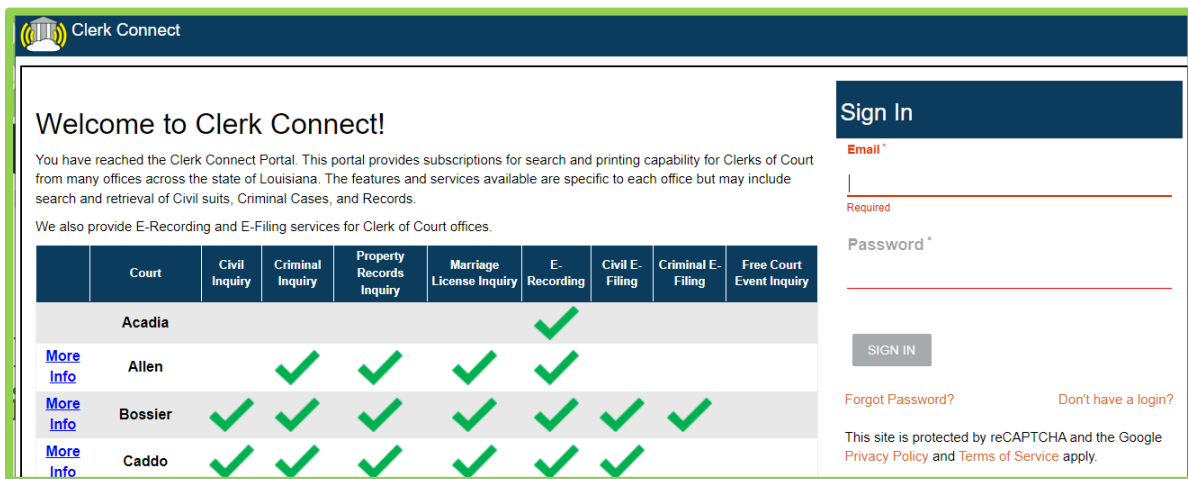 Clerk Connect
Welcome to Clerk Connect!
You have reached the Clerk Connect Portal. This portal provides subscriptions for search and printing capability for Clerks of Court
from many offices across the state of Louisiana. The features and services available are specific to each office but may include
search and retrieval of Civil suits, Criminal Cases, and Records.
We also provide E-Recording and E-Filing services for Clerk of Court offices.
Court
Civil
Inquiry
Criminal
Inquiry
Property
Records
Inquiry
Marriage
License Inquiry
E-
Recording
Civil E-
Filing
Criminal E-
Filing
Free Court
Event Inquiry
Acadia
More
Info
Allen
More
Info
Bossier
More
Info
Caddo
Sign In
Email *
Required
Password *
SIGN IN
Forgot Password?
Don't have a login?
This site is protected by reCAPTCHA and the Google
Privacy Policy and Terms of Service apply.